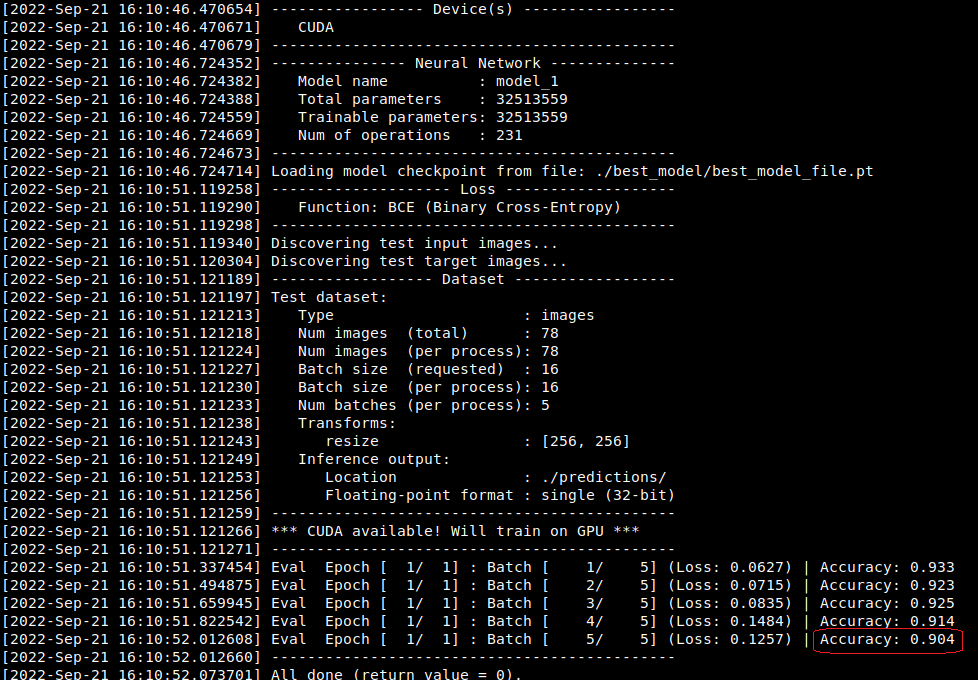 [2022-Sep-21 16:10:46.470654] ----------------- Device(s) -----------------
[2022-Sep-21 16:10:46.470671]    CUDA
[2022-Sep-21 16:10:46.470679] ---------------------------------------------
[2022-Sep-21 16:10:46.724352] --------------- Neural Network --------------
[2022-Sep-21 16:10:46.724382]    Model name          : model_1
[2022-Sep-21 16:10:46.724388]    Total parameters    : 32513559
[2022-Sep-21 16:10:46.724559]    Trainable parameters: 32513559
[2022-Sep-21 16:10:46.724669]    Num of operations   : 231
[2022-Sep-21 16:10:46.724673] ---------------------------------------------
[2022-Sep-21 16:10:46.724714] Loading model checkpoint from file: ./best_model/best_model_file.pt
[2022-Sep-21 16:10:51.119258] -------------------- Loss -------------------
[2022-Sep-21 16:10:51.119290]    Function: BCE (Binary Cross-Entropy)
[2022-Sep-21 16:10:51.119298] ---------------------------------------------
[2022-Sep-21 16:10:51.119340] Discovering test input images...
[2022-Sep-21 16:10:51.120304] Discovering test target images...
[2022-Sep-21 16:10:51.121189] ------------------ Dataset ------------------
[2022-Sep-21 16:10:51.121197] Test dataset:
[2022-Sep-21 16:10:51.121213]    Type                     : images
[2022-Sep-21 16:10:51.121218]    Num images  (total)      : 78
[2022-Sep-21 16:10:51.121224]    Num images  (per process): 78
[2022-Sep-21 16:10:51.121227]    Batch size  (requested)  : 16
[2022-Sep-21 16:10:51.121230]    Batch size  (per process): 16
[2022-Sep-21 16:10:51.121233]    Num batches (per process): 5
[2022-Sep-21 16:10:51.121238]    Transforms:
[2022-Sep-21 16:10:51.121243]       resize                : [256, 256]
[2022-Sep-21 16:10:51.121249]    Inference output:
[2022-Sep-21 16:10:51.121253]       Location              : ./predictions/
[2022-Sep-21 16:10:51.121256]       Floating-point format : single (32-bit)
[2022-Sep-21 16:10:51.121259] ---------------------------------------------
[2022-Sep-21 16:10:51.121266] *** CUDA available! Will train on GPU ***
[2022-Sep-21 16:10:51.121271] ---------------------------------------------
[2022-Sep-21 16:10:51.337454] Eval  Epoch [  1/  1] : Batch [    1/    5] (Loss: 0.0627) | Accuracy: 0.933
[2022-Sep-21 16:10:51.494875] Eval  Epoch [  1/  1] : Batch [    2/    5] (Loss: 0.0715) | Accuracy: 0.923
[2022-Sep-21 16:10:51.659945] Eval  Epoch [  1/  1] : Batch [    3/    5] (Loss: 0.0835) | Accuracy: 0.925
[2022-Sep-21 16:10:51.822542] Eval  Epoch [  1/  1] : Batch [    4/    5] (Loss: 0.1484) | Accuracy: 0.914
[2022-Sep-21 16:10:52.012608] Eval  Epoch [  1/  1] : Batch [    5/    5] (Loss: 0.1257) | Accuracy: 0.904
[2022-Sep-21 16:10:52.012660] ---------------------------------------------
[2022-Sep-21 16:10:52.073701] All done (return value = 0).